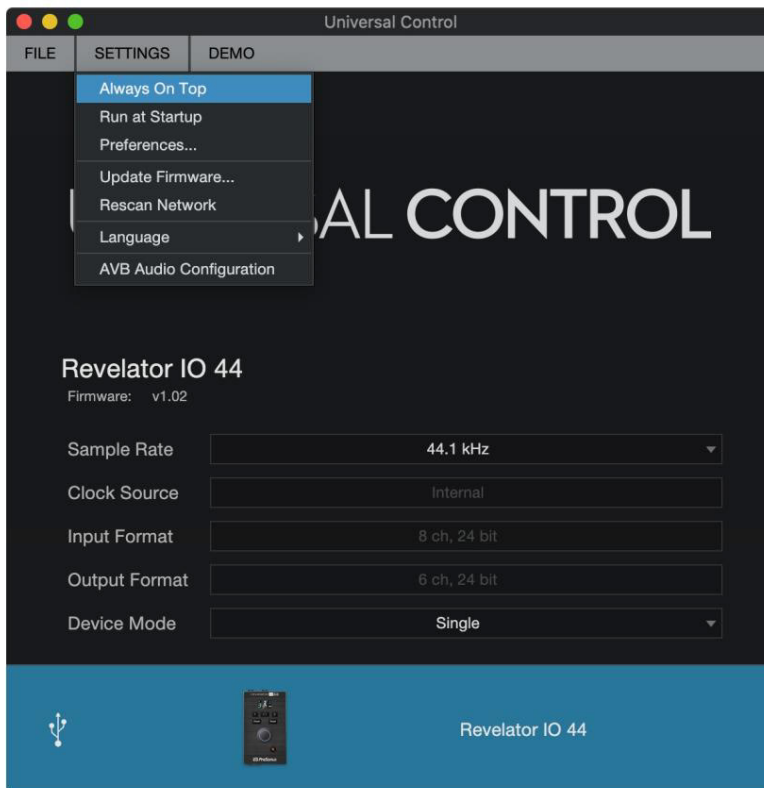 Universal Control
FILE SETTINGS DEMO
Always On Top
Run at Startup
Preferences...
Update Firmware...
Rescan Network
Language
AVB Audio Configuration
AL CONTROL
Revelator IO 44
Firmware: v1.02
Sample Rate 44.1 kHz
Clock Source Internal
Input Format 8 ch, 24 bit
Output Format 6 ch, 24 bit
Device Mode Single
Revelator IO 44
PreSonus